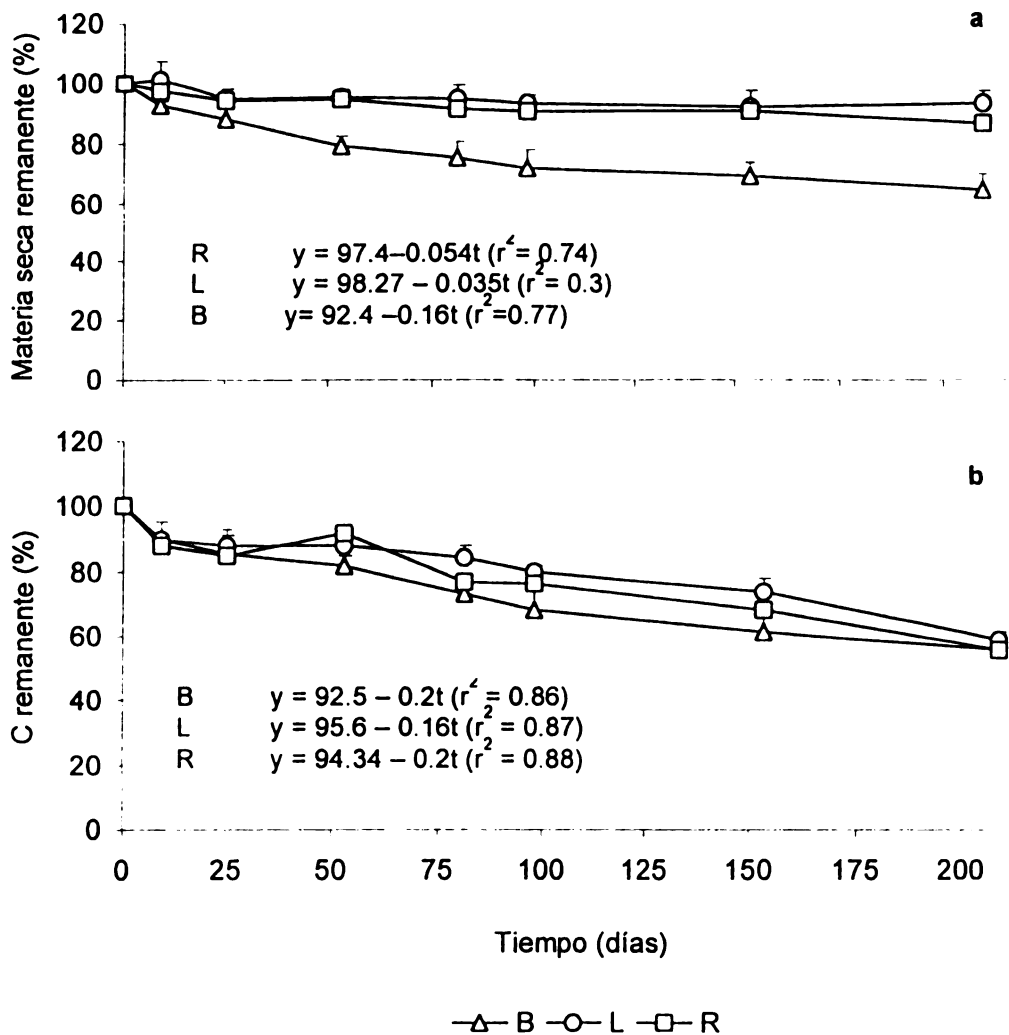 a
Materia seca remanente (%)
120
100
80
60
40
20
0
R y = 97.4–0.054t (r²= 0.74)
L y = 98.27 – 0.035t (r²= 0.3)
B y= 92.4 –0.16t (r²=0.77)
b
C remanente (%)
120
100
80
60
40
20
0
B y = 92.5 – 0.2t (r² = 0.86)
L y = 95.6 – 0.16t (r² = 0.87)
R y = 94.34 – 0.2t (r² = 0.88)
0 25 50 75 100 125 150 175 200
Tiempo (días)
B L R